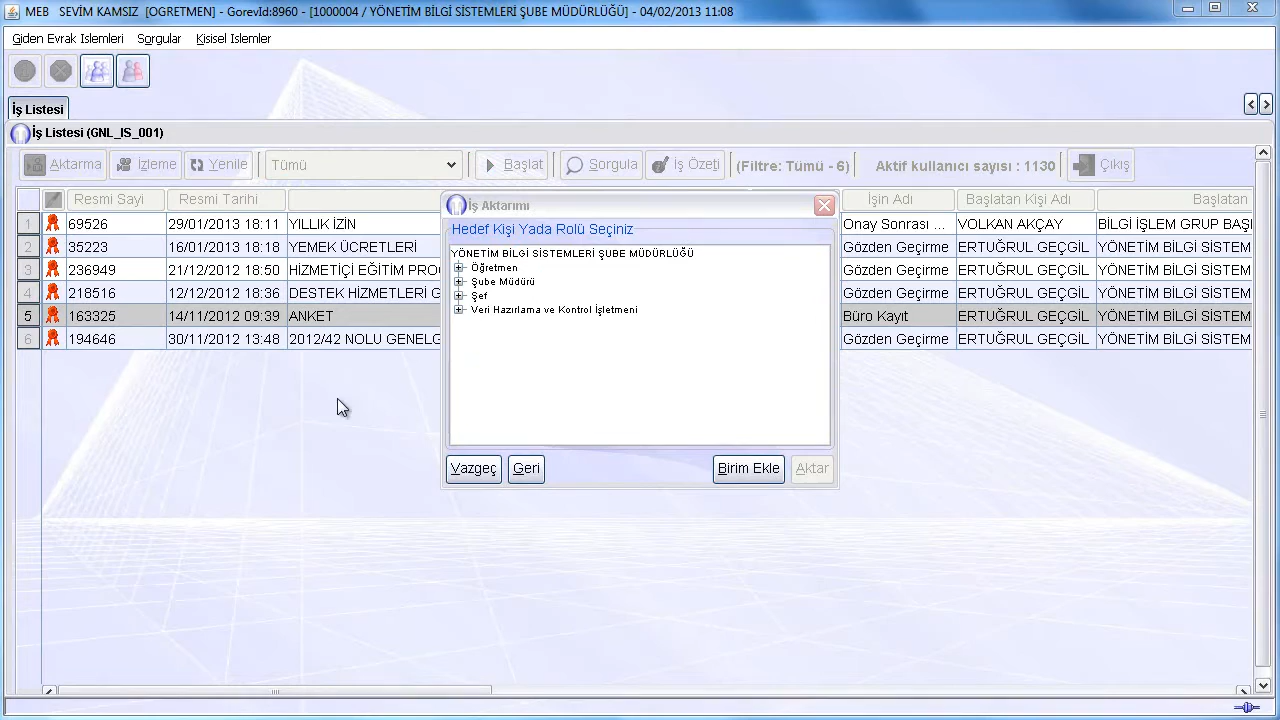 MEB SEVİM KAMSIZ [OGRETMEN] - GorevId:8960 - [1000004 / YÖNETİM BİLGİ SİSTEMLERİ ŞUBE MÜDÜRLÜĞÜ] - 04/02/2013 11:08
Giden Evrak Islemleri Sorgular Kisisel Islemler
İş Listesi
İş Listesi (GNL_IS_001)
Aktarma İzleme Yenile Tümü Başlat Sorgula İş Özeti (Filtre: Tümü - 6) Aktif kullanıcı sayısı : 1130 Çıkış
Resmi Sayi Resmi Tarihi İşin Adı Başlatan Kişi Adı Başlatan
1 69526 29/01/2013 18:11 YILLIK İZİN Onay Sonrası ... VOLKAN AKÇAY BİLGİ İŞLEM GRUP BAŞI
2 35223 16/01/2013 18:18 YEMEK ÜCRETLERİ Gözden Geçirme ERTUĞRUL GEÇGİL YÖNETİM BİLGİ SİSTEM
3 236949 21/12/2012 18:50 HİZMETİÇİ EĞİTİM PRO Gözden Geçirme ERTUĞRUL GEÇGİL YÖNETİM BİLGİ SİSTEM
4 218516 12/12/2012 18:36 DESTEK HİZMETLERİ G Gözden Geçirme ERTUĞRUL GEÇGİL YÖNETİM BİLGİ SİSTEM
5 163325 14/11/2012 09:39 ANKET Büro Kayıt ERTUĞRUL GEÇGİL YÖNETİM BİLGİ SİSTEM
6 194646 30/11/2012 13:48 2012/42 NOLU GENELG Gözden Geçirme ERTUĞRUL GEÇGİL YÖNETİM BİLGİ SİSTEM
İş Aktarımı
Hedef Kişi Yada Rolü Seçiniz
YÖNETİM BİLGİ SİSTEMLERİ ŞUBE MÜDÜRLÜĞÜ
Öğretmen
Şube Müdürü
Şef
Veri Hazırlama ve Kontrol İşletmeni
Vazgeç Geri Birim Ekle Aktar